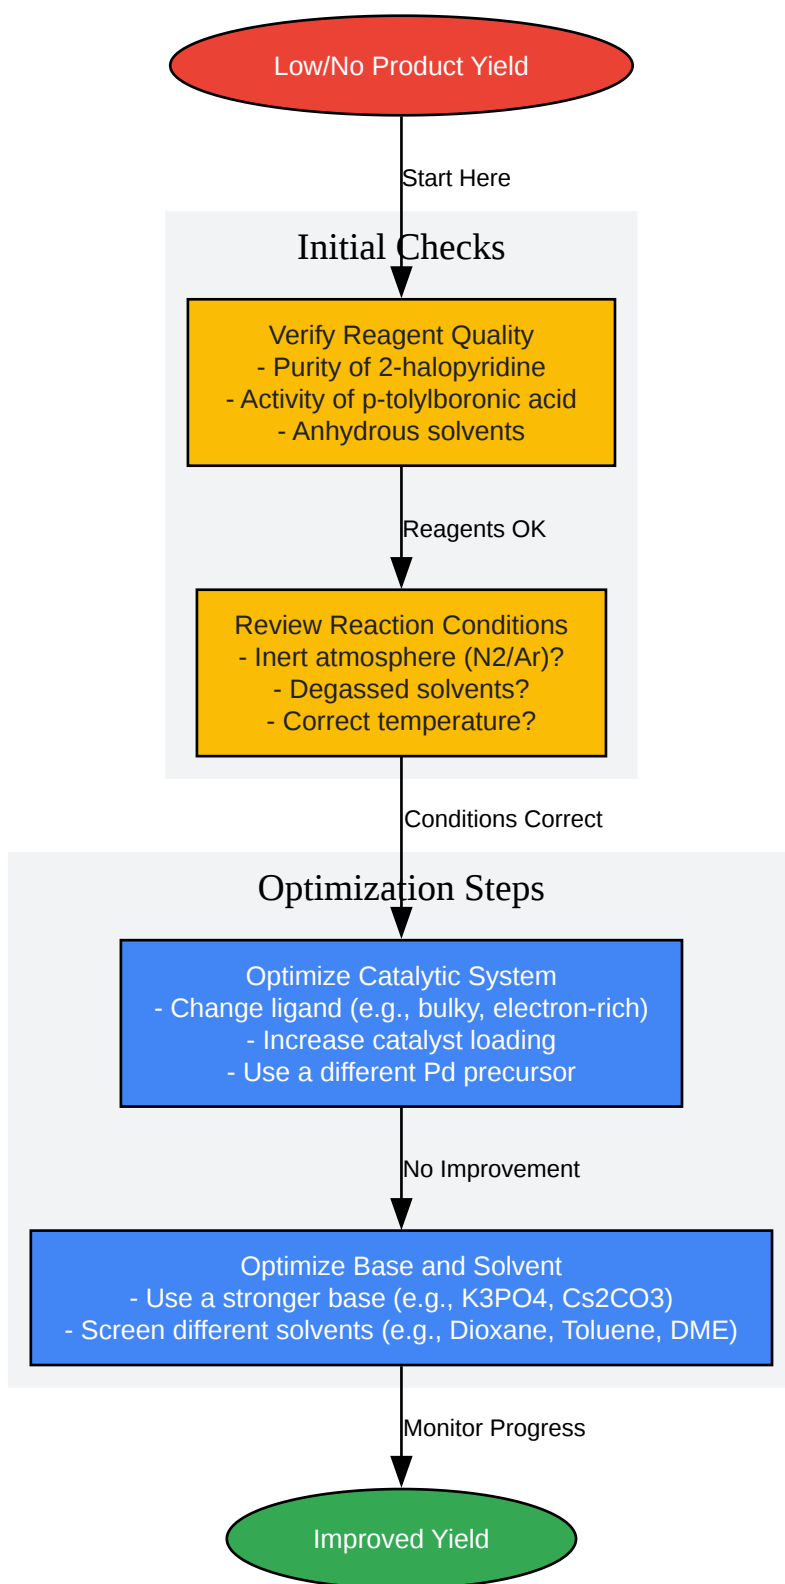 Low/No Product Yield
Start Here
Initial Checks
Verify Reagent Quality
- Purity of 2-halopyridine
- Activity of p-tolylboronic acid
- Anhydrous solvents
Reagents OK
Review Reaction Conditions
- Inert atmosphere (N2/Ar)?
- Degassed solvents?
- Correct temperature?
Conditions Correct
Optimization Steps
Optimize Catalytic System
- Change ligand (e.g., bulky, electron-rich)
- Increase catalyst loading
- Use a different Pd precursor
No Improvement
Optimize Base and Solvent
- Use a stronger base (e.g., K3PO4, Cs2CO3)
- Screen different solvents (e.g., Dioxane, Toluene, DME)
Monitor Progress
Improved Yield